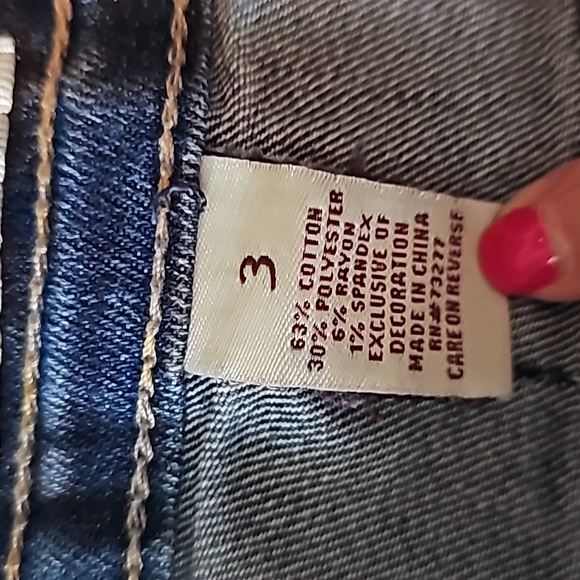 3
63% COTTON
30% POLYESTER
6% RAYON
1% SPANDEX
EXCLUSIVE OF
DECORATION
MADE IN CHINA
RN#73277
CARE ON REVERSE